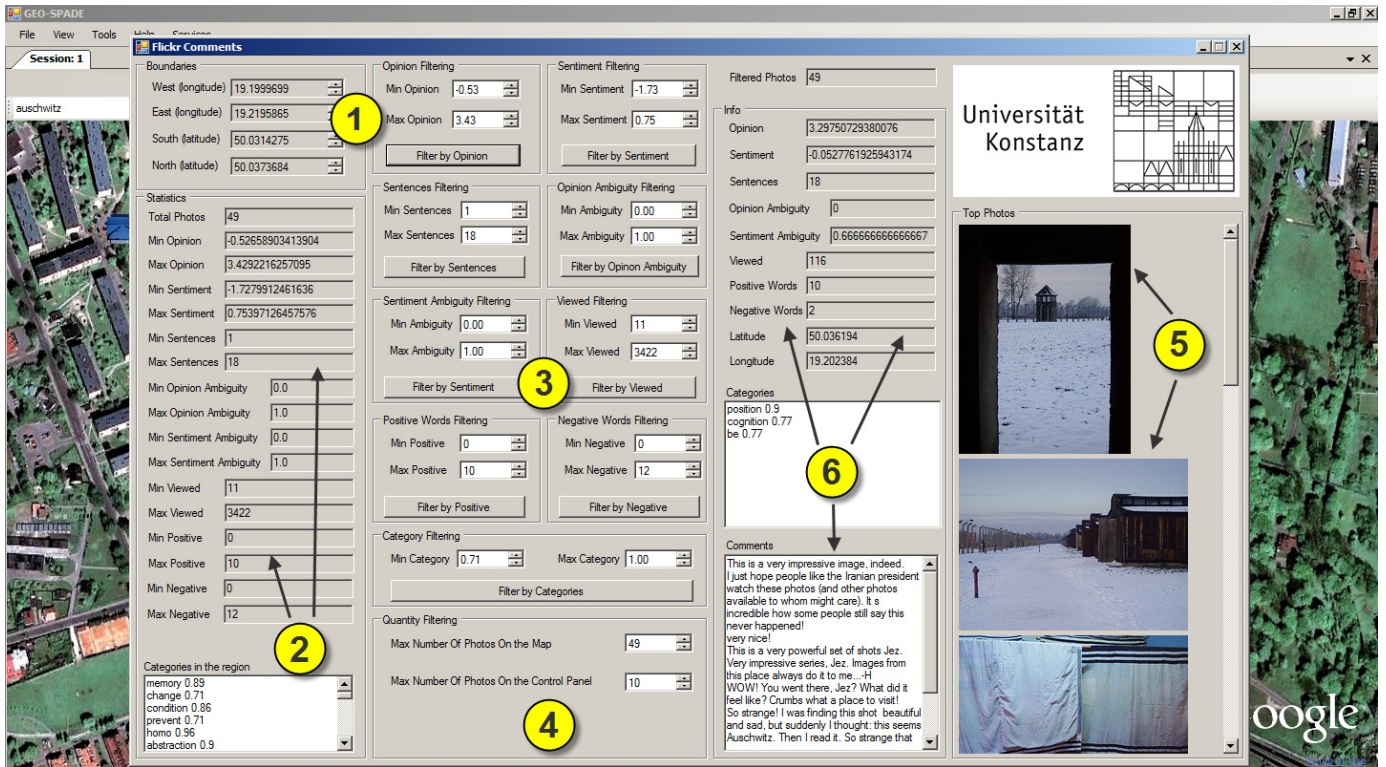 GEO-SPADE
File View Tools Help Services
Session: 1
auschwitz
Flickr Comments
Boundaries
West (longitude) 19.1999699
East (longitude) 19.2195865
South (latitude) 50.0314275
North (latitude) 50.0373684
1
Statistics
Total Photos 49
Min Opinion -0.52658903413904
Max Opinion 3.4292216257095
Min Sentiment -1.7279912461636
Max Sentiment 0.75397126457576
Min Sentences 1
Max Sentences 18
Min Opinion Ambiguity 0.0
Max Opinion Ambiguity 1.0
Min Sentiment Ambiguity 0.0
Max Sentiment Ambiguity 1.0
Min Viewed 11
Max Viewed 3422
Min Positive 0
Max Positive 10
Min Negative 0
Max Negative 12
2
Categories in the region
memory 0.89
change 0.71
condition 0.86
prevent 0.71
homo 0.96
abstraction 0.9
Opinion Filtering
Min Opinion -0.53
Max Opinion 3.43
Filter by Opinion
Sentiment Filtering
Min Sentiment -1.73
Max Sentiment 0.75
Filter by Sentiment
Sentences Filtering
Min Sentences 1
Max Sentences 18
Filter by Sentences
Opinion Ambiguity Filtering
Min Ambiguity 0.00
Max Ambiguity 1.00
Filter by Opinon Ambiguity
Sentiment Ambiguity Filtering
Min Ambiguity 0.00
Max Ambiguity 1.00
Filter by Sentiment
3
Viewed Filtering
Min Viewed 11
Max Viewed 3422
Filter by Viewed
Positive Words Filtering
Min Positive 0
Max Positive 10
Filter by Positive
Negative Words Filtering
Min Negative 0
Max Negative 12
Filter by Negative
Category Filtering
Min Category 0.71 Max Category 1.00
Filter by Categories
Quantity Filtering
Max Number Of Photos On the Map 49
Max Number Of Photos On the Control Panel 10
4
Filtered Photos 49
Info
Opinion 3.29750729380076
Sentiment -0.0527761925943174
Sentences 18
Opinion Ambiguity 0
Sentiment Ambiguity 0.666666666666667
Viewed 116
Positive Words 10
Negative Words 2
Latitude 50.036194
Longitude 19.202384
Categories
position 0.9
cognition 0.77
be 0.77
6
Comments
This is a very impressive image, indeed.
I just hope people like the Iranian president
watch these photos (and other photos
available to whom might care). It s
incredible how some people still say this
never happened!
very nice!
This is a very powerful set of shots Jez.
Very impressive series, Jez. Images from
this place always do it to me...-H
WOW! You went there, Jez? What did it
feel like? Crumbs what a place to visit!
So strange! I was finding this shot beautiful
and sad, but suddenly I thought: this seems
Auschwitz. Then I read it. So strange that
Universität
Konstanz
Top Photos
5
oogle